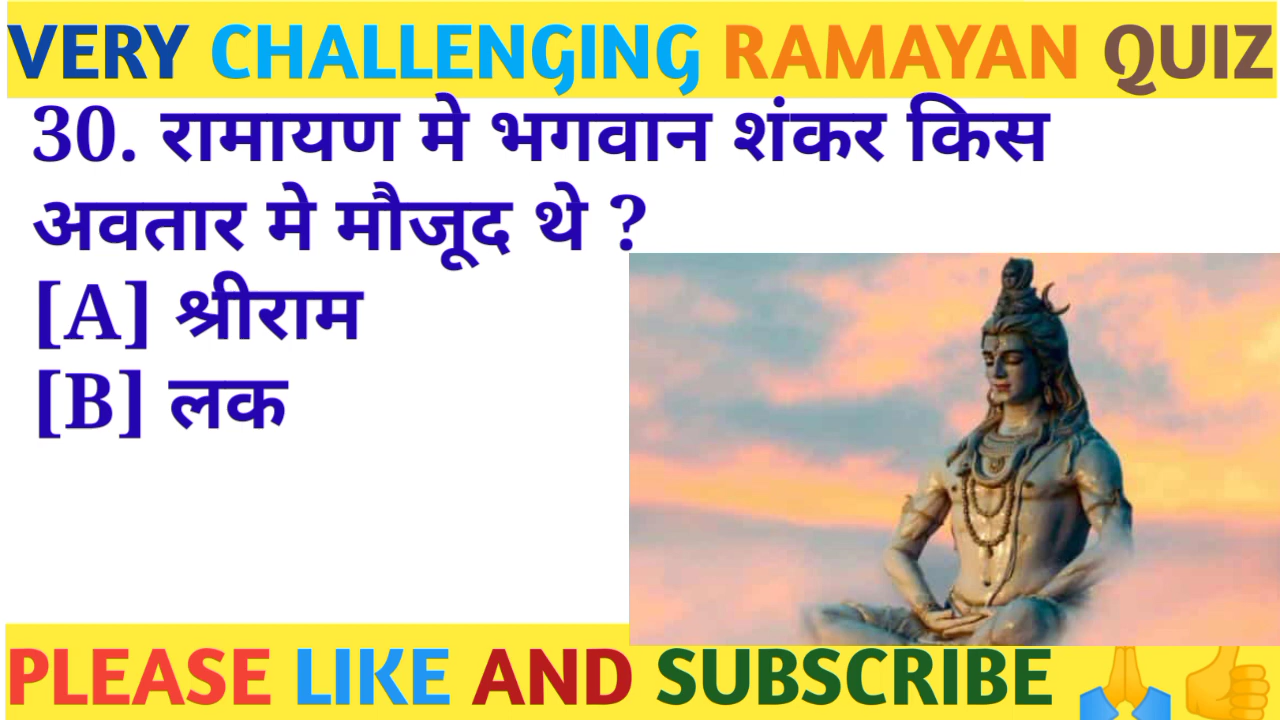 VERY CHALLENGING RAMAYAN QUIZ
30. रामायण मे भगवान शंकर किस
अवतार मे मौजूद थे ?
[A] श्रीराम
[B] लक
PLEASE LIKE AND SUBSCRIBE 🙏👍